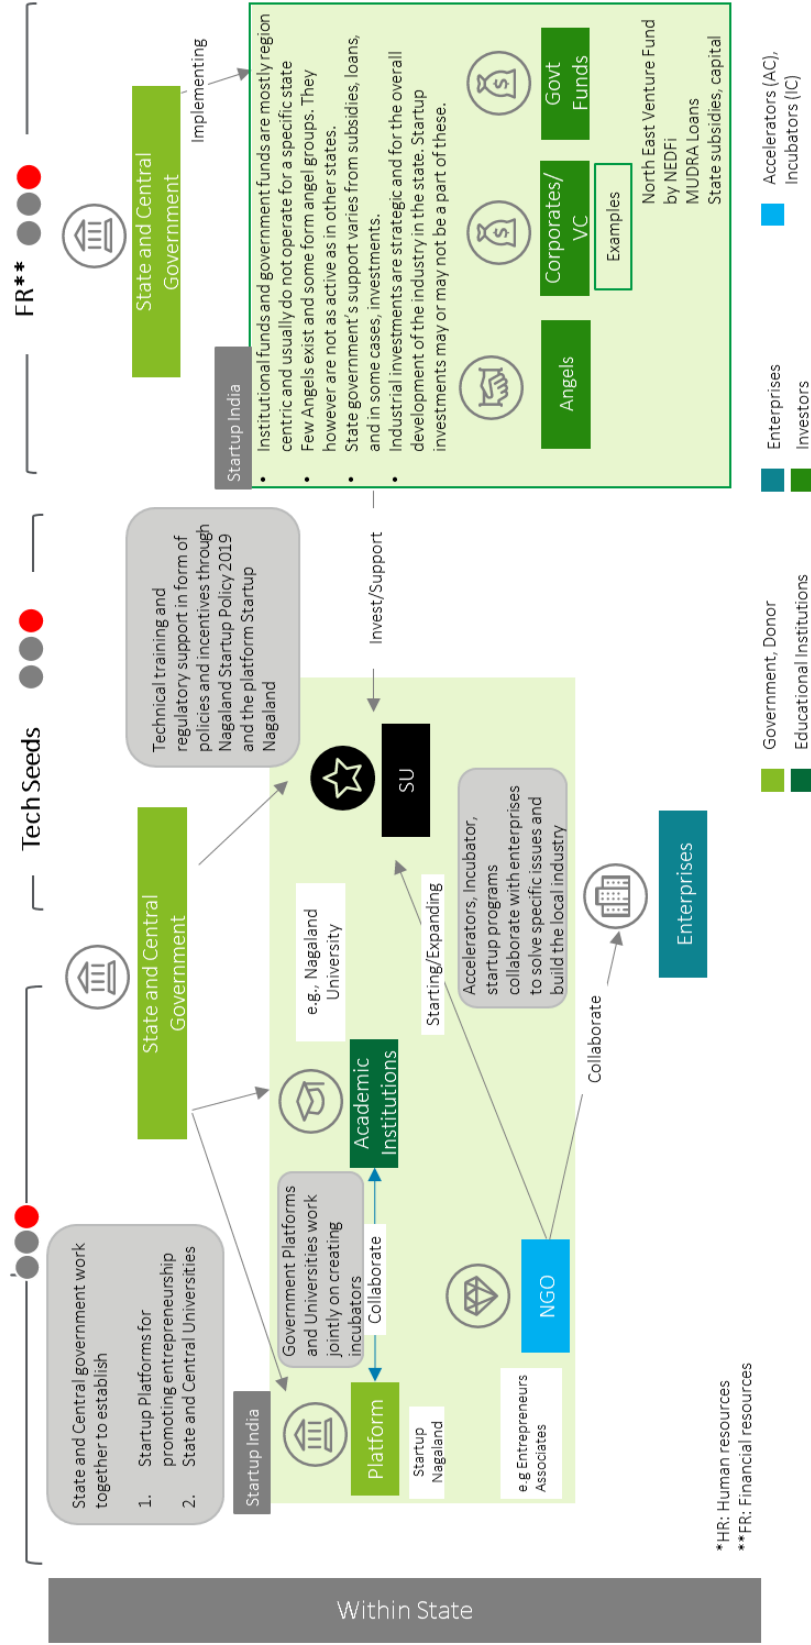 Within State
State and Central government work
together to establish
1. Startup Platforms for
promoting entrepreneurship
2. State and Central Universities
Tech Seeds
FR**
State and Central
Government
Technical training and
regulatory support in form of
policies and incentives through
Nagaland Startup Policy 2019
and the platform Startup
Nagaland
State and Central
Government
Implementing
Startup India
Government Platforms
and Universities work
jointly on creating
incubators
Collaborate
Platform
Startup
Nagaland
Academic
Institutions
e.g., Nagaland
University
SU
Starting/Expanding
NGO
e.g Entrepreneurs
Associates
Accelerators, Incubator,
startup programs
collaborate with enterprises
to solve specific issues and
build the local industry
Collaborate
Enterprises
Invest/Support
Startup India
• Institutional funds and government funds are mostly region
centric and usually do not operate for a specific state
• Few Angels exist and some form angel groups. They
however are not as active as in other states.
• State government's support varies from subsidies, loans,
and in some cases, investments.
• Industrial investments are strategic and for the overall
development of the industry in the state. Startup
investments may or may not be a part of these.
Angels
Corporates/
VC
Govt
Funds
Examples
North East Venture Fund
by NEDFi
MUDRA Loans
State subsidies, capital
*HR: Human resources
**FR: Financial resources
Government, Donor
Educational Institutions
Enterprises
Investors
Accelerators (AC),
Incubators (IC)